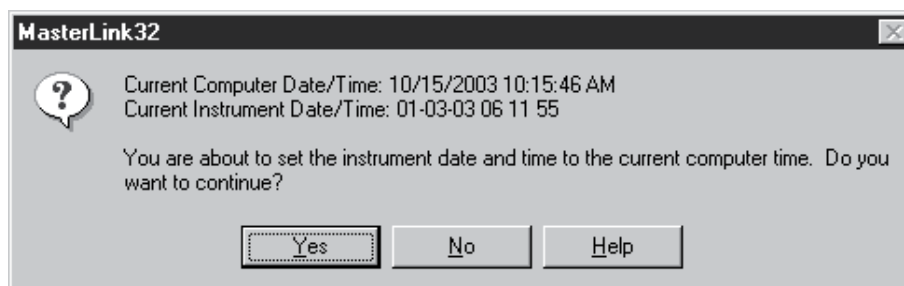 MasterLink32
Current Computer Date/Time: 10/15/2003 10:15:46 AM
Current Instrument Date/Time: 01-03-03 06 11 55
You are about to set the instrument date and time to the current computer time.  Do you
want to continue?
Yes
No
Help